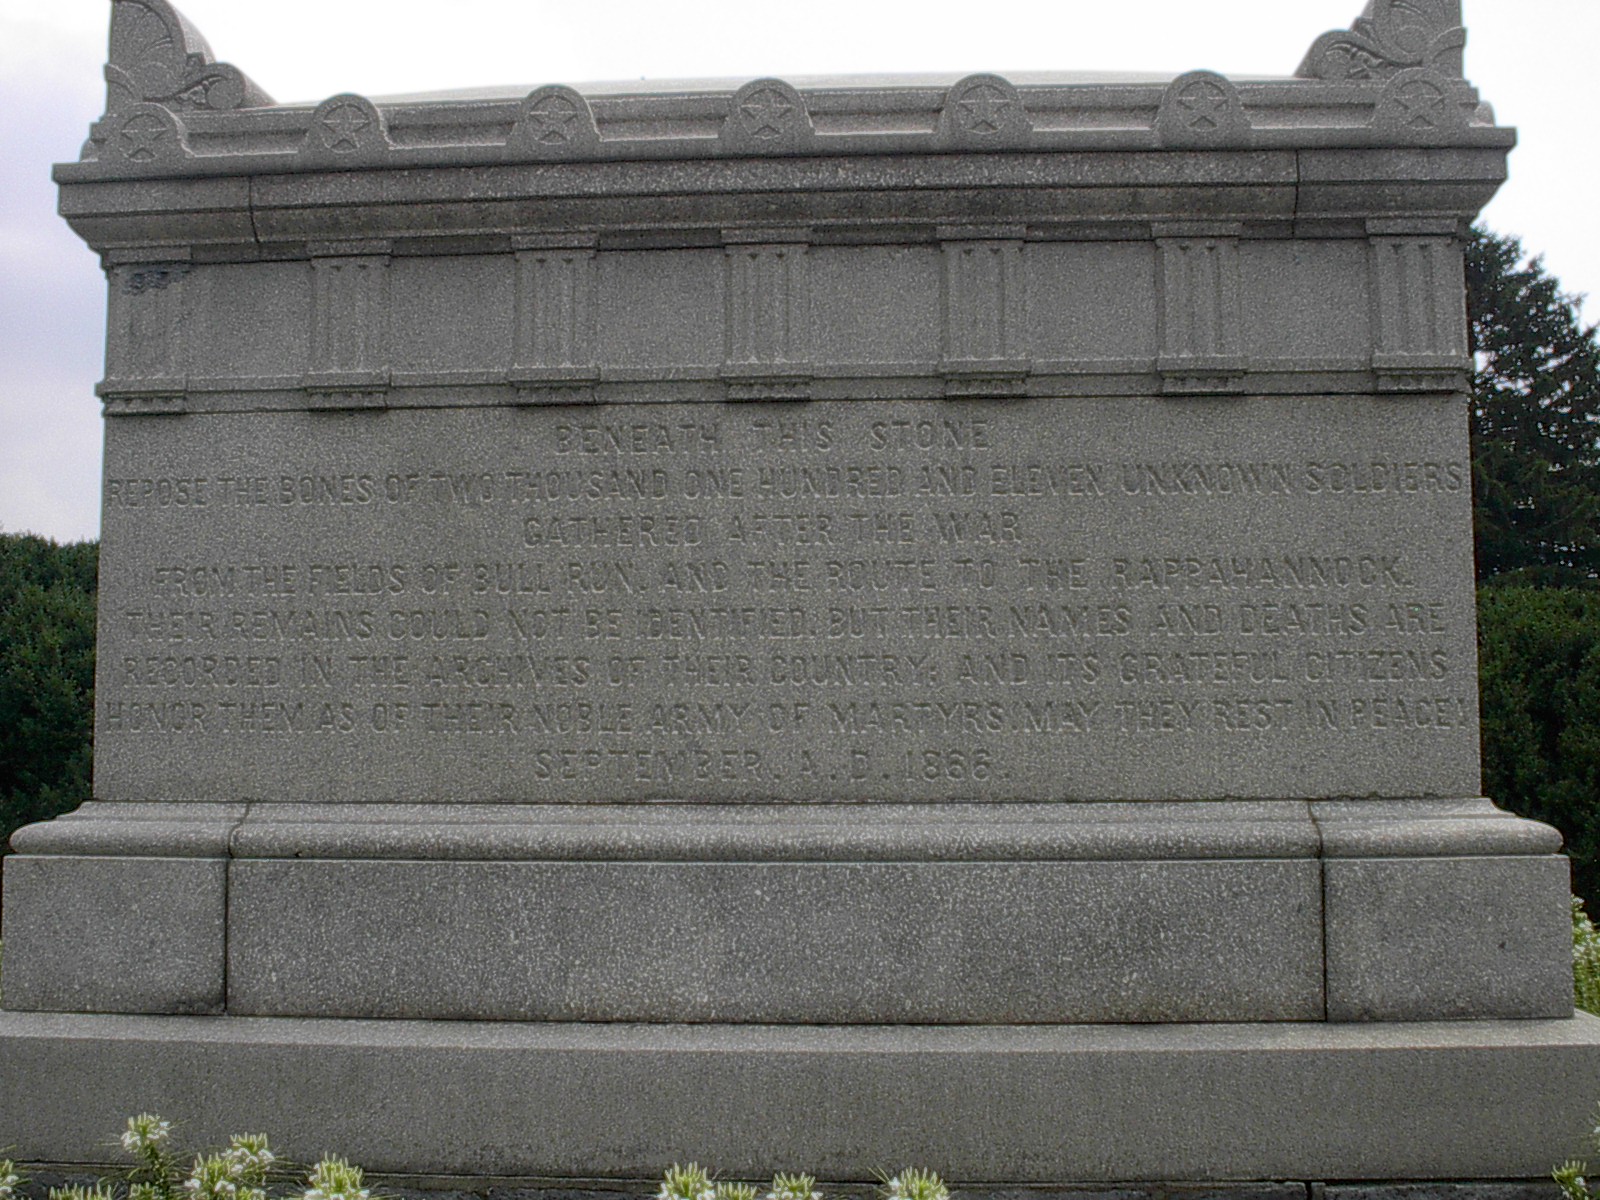 BENEATH THIS STONE
REPOSE THE BONES OF TWO THOUSAND ONE HUNDRED AND ELEVEN UNKNOWN SOLDIERS
GATHERED AFTER THE WAR
FROM THE FIELDS OF BULL RUN, AND THE ROUTE TO THE RAPPAHANNOCK.
THEIR REMAINS COULD NOT BE IDENTIFIED, BUT THEIR NAMES AND DEATHS ARE
RECORDED IN THE ARCHIVES OF THEIR COUNTRY; AND ITS GRATEFUL CITIZENS
HONOR THEM AS OF THEIR NOBLE ARMY OF MARTYRS. MAY THEY REST IN PEACE!
SEPTEMBER, A.D. 1866.